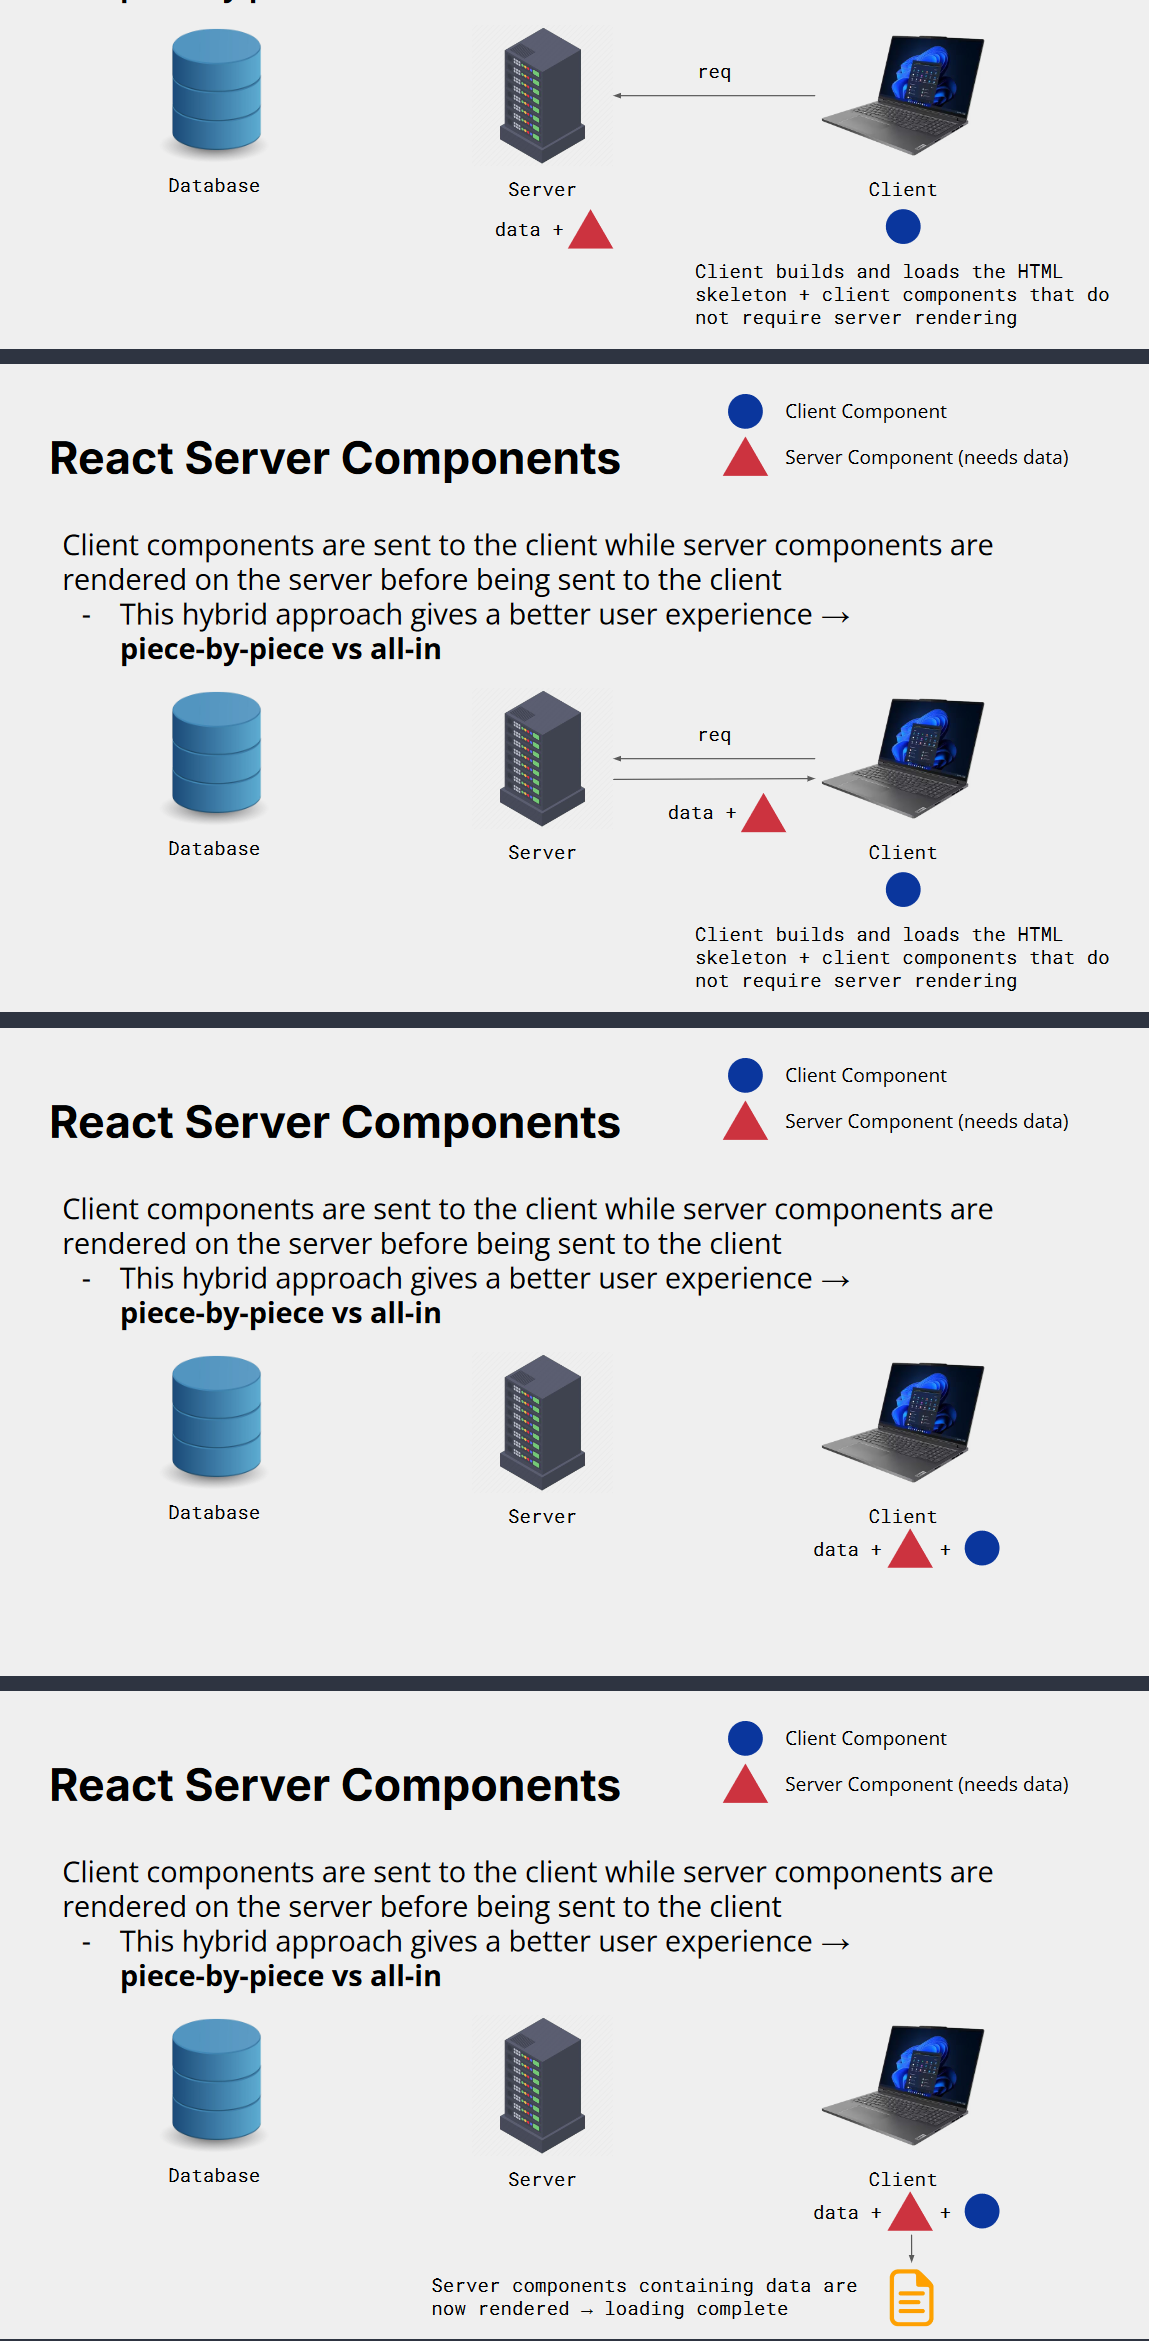 req
Database
Server
Client
data +
Client builds and loads the HTML
skeleton + client components that do
not require server rendering
Client Component
React Server Components
Server Component (needs data)
Client components are sent to the client while server components are
rendered on the server before being sent to the client
- This hybrid approach gives a better user experience →
piece-by-piece vs all-in
req
data +
Database
Server
Client
Client builds and loads the HTML
skeleton + client components that do
not require server rendering
Client Component
React Server Components
Server Component (needs data)
Client components are sent to the client while server components are
rendered on the server before being sent to the client
- This hybrid approach gives a better user experience →
piece-by-piece vs all-in
Database
Server
Client
data + +
Client Component
React Server Components
Server Component (needs data)
Client components are sent to the client while server components are
rendered on the server before being sent to the client
- This hybrid approach gives a better user experience →
piece-by-piece vs all-in
Database
Server
Client
data + +
Server components containing data are
now rendered → loading complete